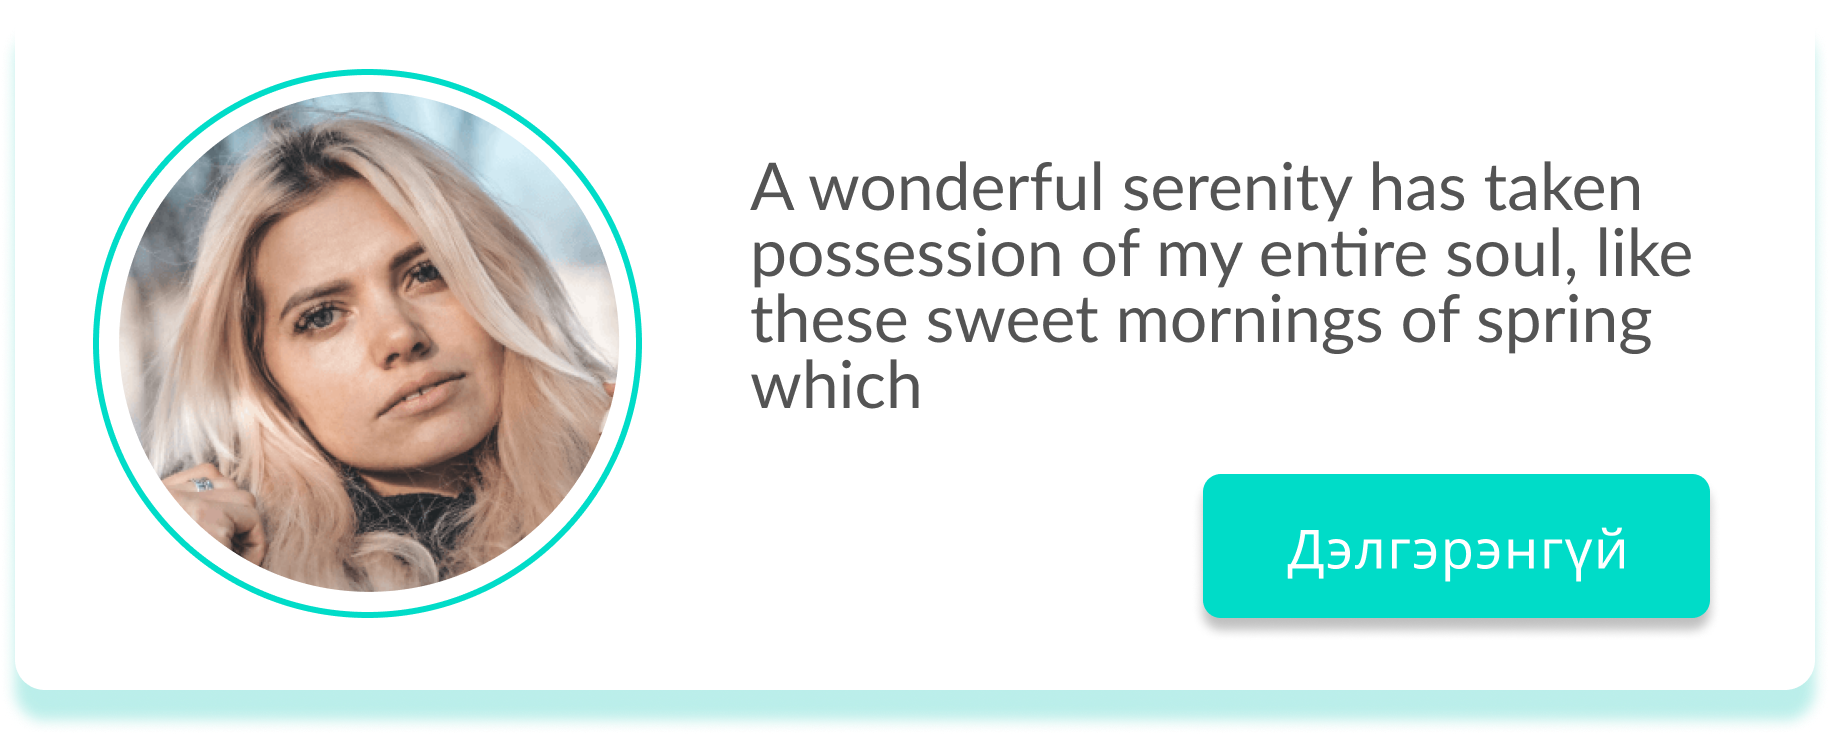 A wonderful serenity has taken
possession of my entire soul, like
these sweet mornings of spring
which
Дэлгэрэнгүй